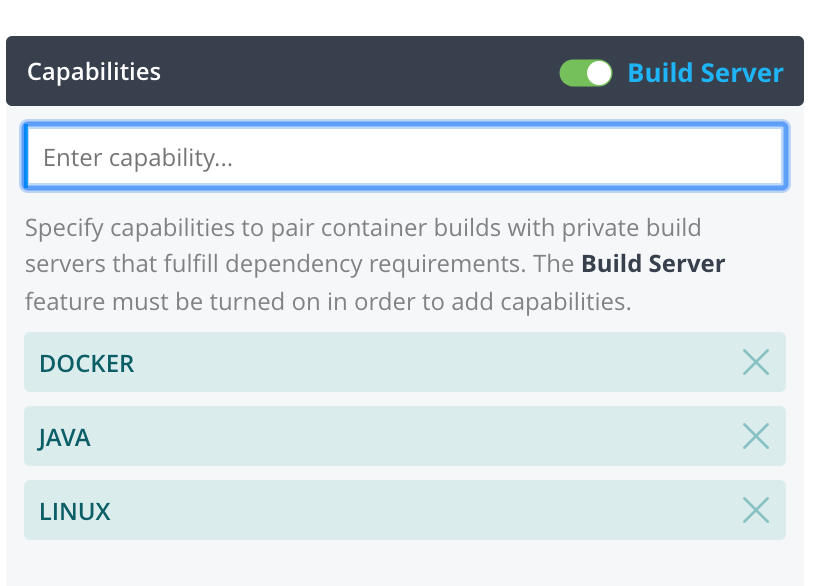 Capabilities
Build Server
Enter capability...
Specify capabilities to pair container builds with private build
servers that fulfill dependency requirements. The Build Server
feature must be turned on in order to add capabilities.
DOCKER
JAVA
LINUX